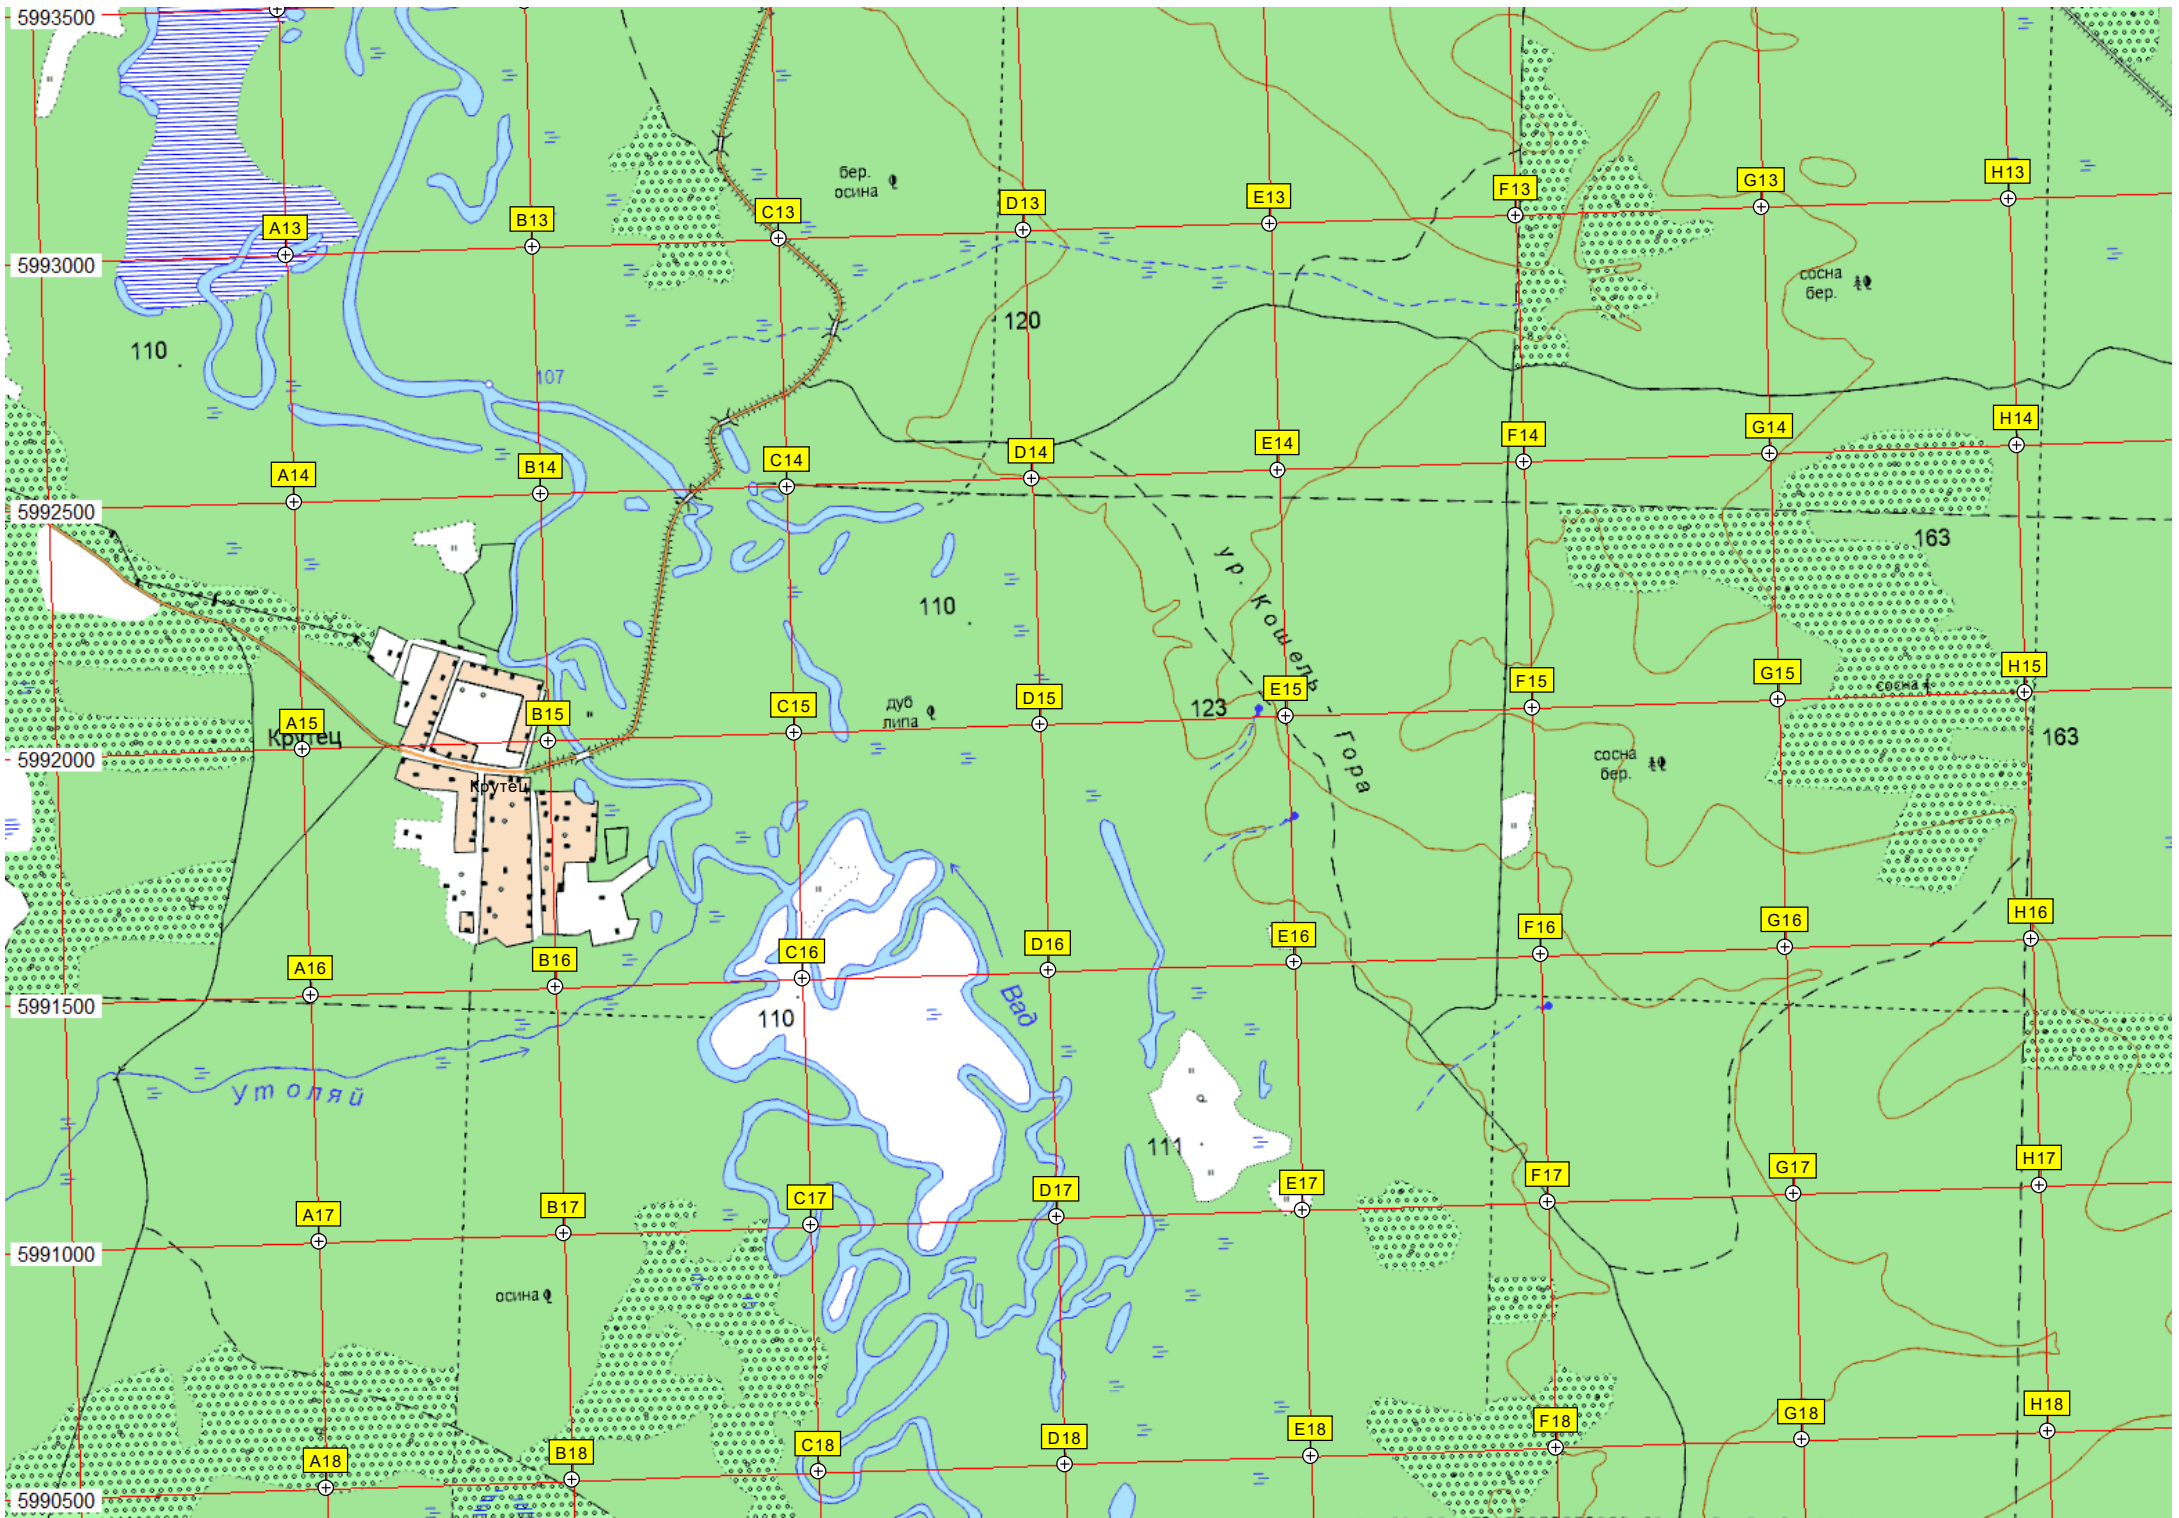 5993500
A13
B13
C13
D13
E13
F13
G13
H13
бер.
осина
5993000
сосна
бер.
110
107
120
A14
B14
C14
D14
E14
F14
G14
H14
5992500
163
110
ур. Кошель Гора
A15
B15
C15
D15
E15
F15
G15
H15
сосна
дуб
липа
123
163
Крутец
5992000
сосна
бер.
Крутец
A16
B16
C16
D16
E16
F16
G16
H16
5991500
110
Вад
Утоляй
111
A17
B17
C17
D17
E17
F17
G17
H17
5991000
осина
A18
B18
C18
D18
E18
F18
G18
H18
5990500